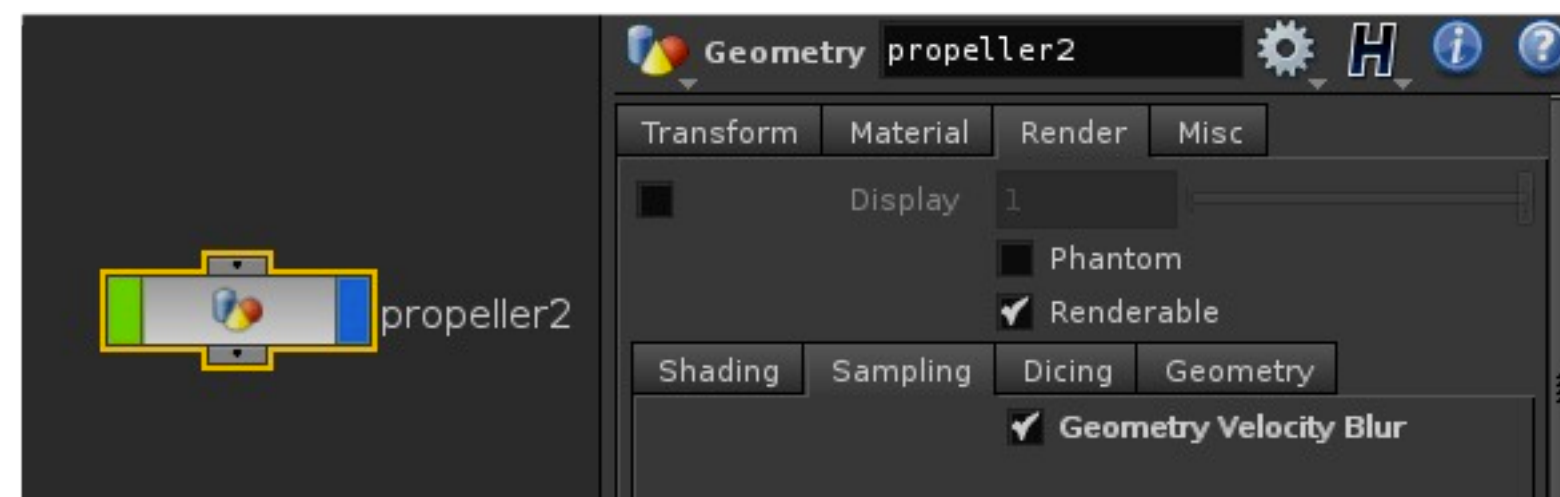 Geometry propeller2
Transform Material Render Misc
Display 1
Phantom
propeller2
Renderable
Shading Sampling Dicing Geometry
Geometry Velocity Blur